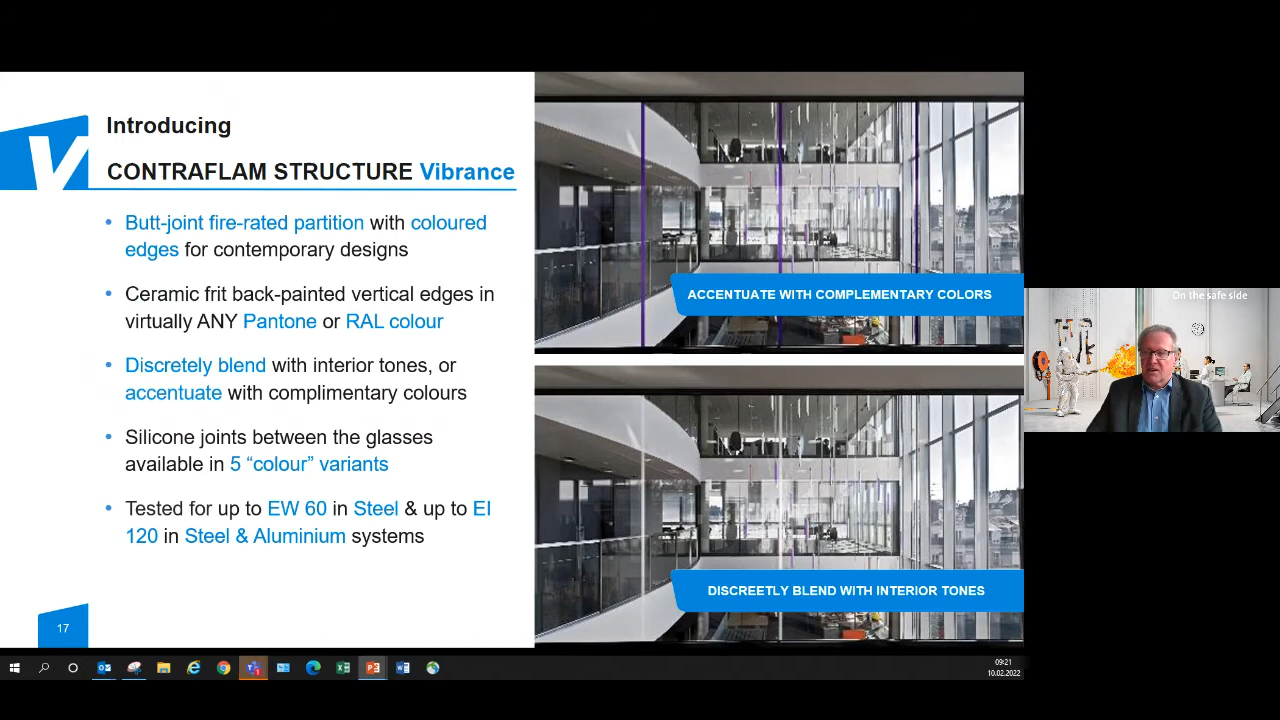 Introducing
CONTRAFLAM STRUCTURE Vibrance
• Butt-joint fire-rated partition with coloured
edges for contemporary designs
• Ceramic frit back-painted vertical edges in
virtually ANY Pantone or RAL colour
• Discretely blend with interior tones, or
accentuate with complimentary colours
• Silicone joints between the glasses
available in 5 “colour” variants
• Tested for up to EW 60 in Steel & up to EI
120 in Steel & Aluminium systems
17
ACCENTUATE WITH COMPLEMENTARY COLORS
DISCREETLY BLEND WITH INTERIOR TONES
On the safe side
09:21
10.02.2022